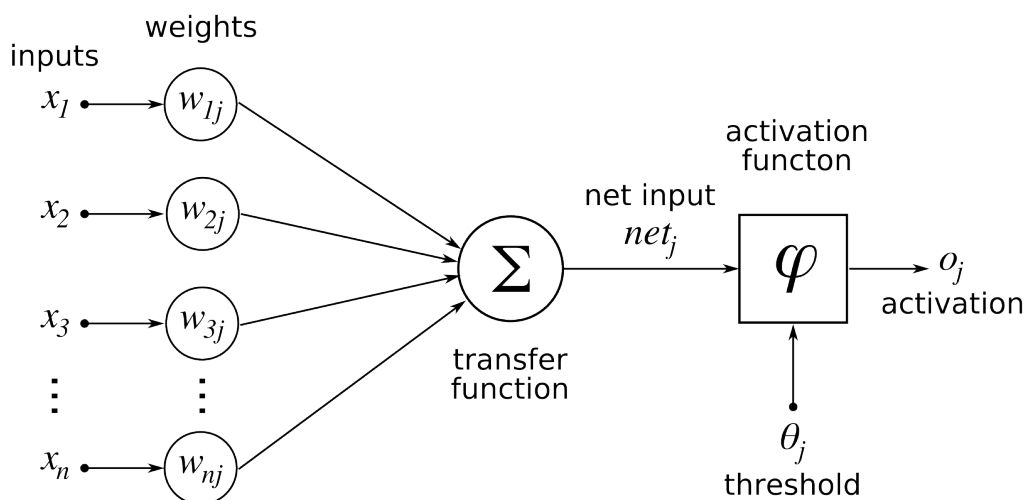 weights
inputs
x1
w1j
x2
w2j
x3
w3j
⋮
⋮
xn
wnj
Σ
transfer
function
net input
netj
activation
functon
φ
oj
activation
θj
threshold